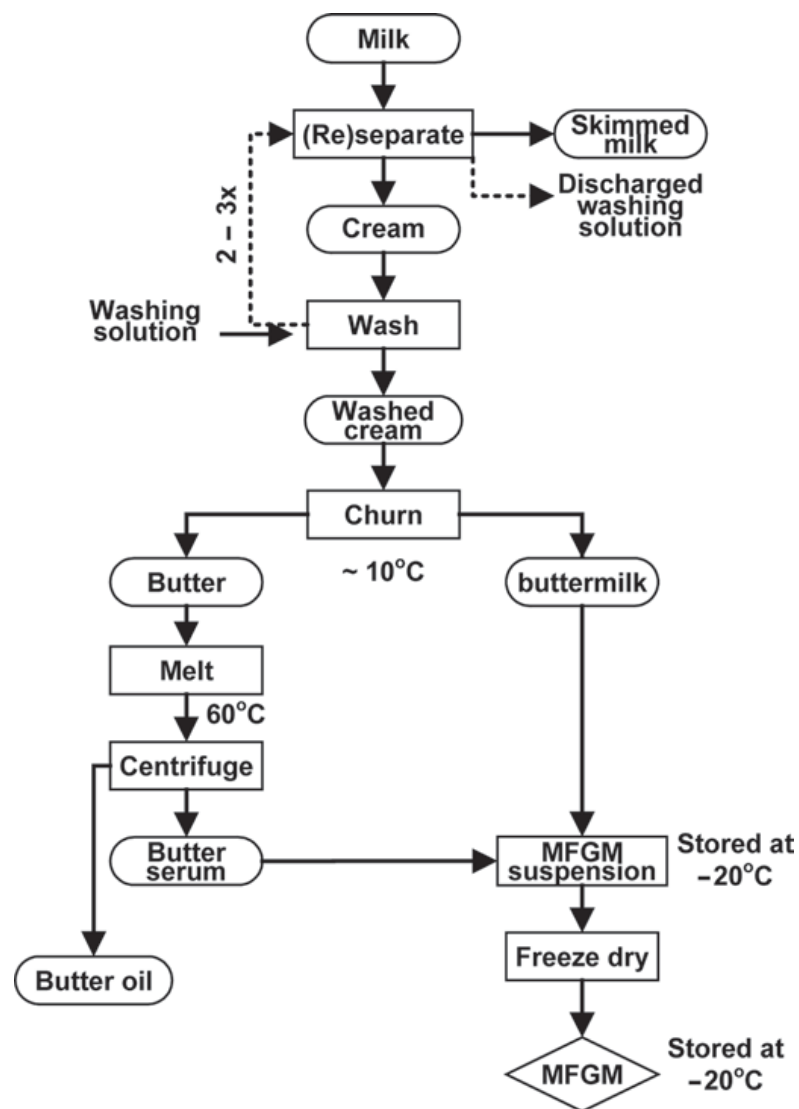 Milk
(Re)separate
Skimmed
milk
Discharged
washing
solution
2 – 3x
Cream
Washing
solution
Wash
Washed
cream
Churn
~ 10°C
Butter
buttermilk
Melt
60°C
Centrifuge
Butter
serum
MFGM
suspension
Stored at
–20°C
Freeze dry
Butter oil
MFGM
Stored at
–20°C